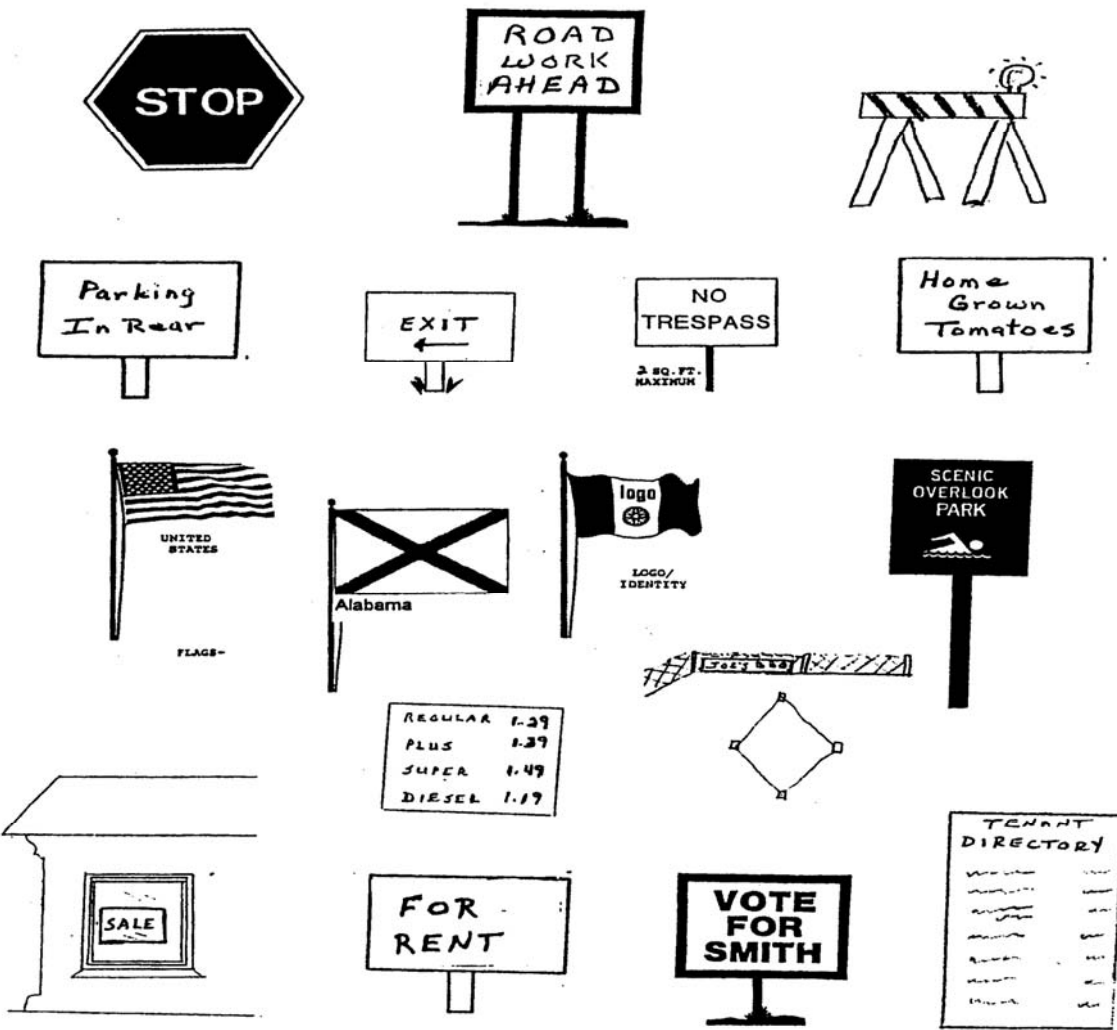 STOP
ROAD
WORK
AHEAD
Parking
In Rear
EXIT
NO
TRESPASS
2 SQ. FT.
MAXIMUM
Home
Grown
Tomatoes
UNITED
STATES
FLAGS-
Alabama
logo
LOGO/
IDENTITY
SCENIC
OVERLOOK
PARK
Joe's BBQ
REGULAR 1.29
PLUS 1.39
SUPER 1.49
DIESEL 1.19
SALE
FOR
RENT
VOTE
FOR
SMITH
TENANT
DIRECTORY